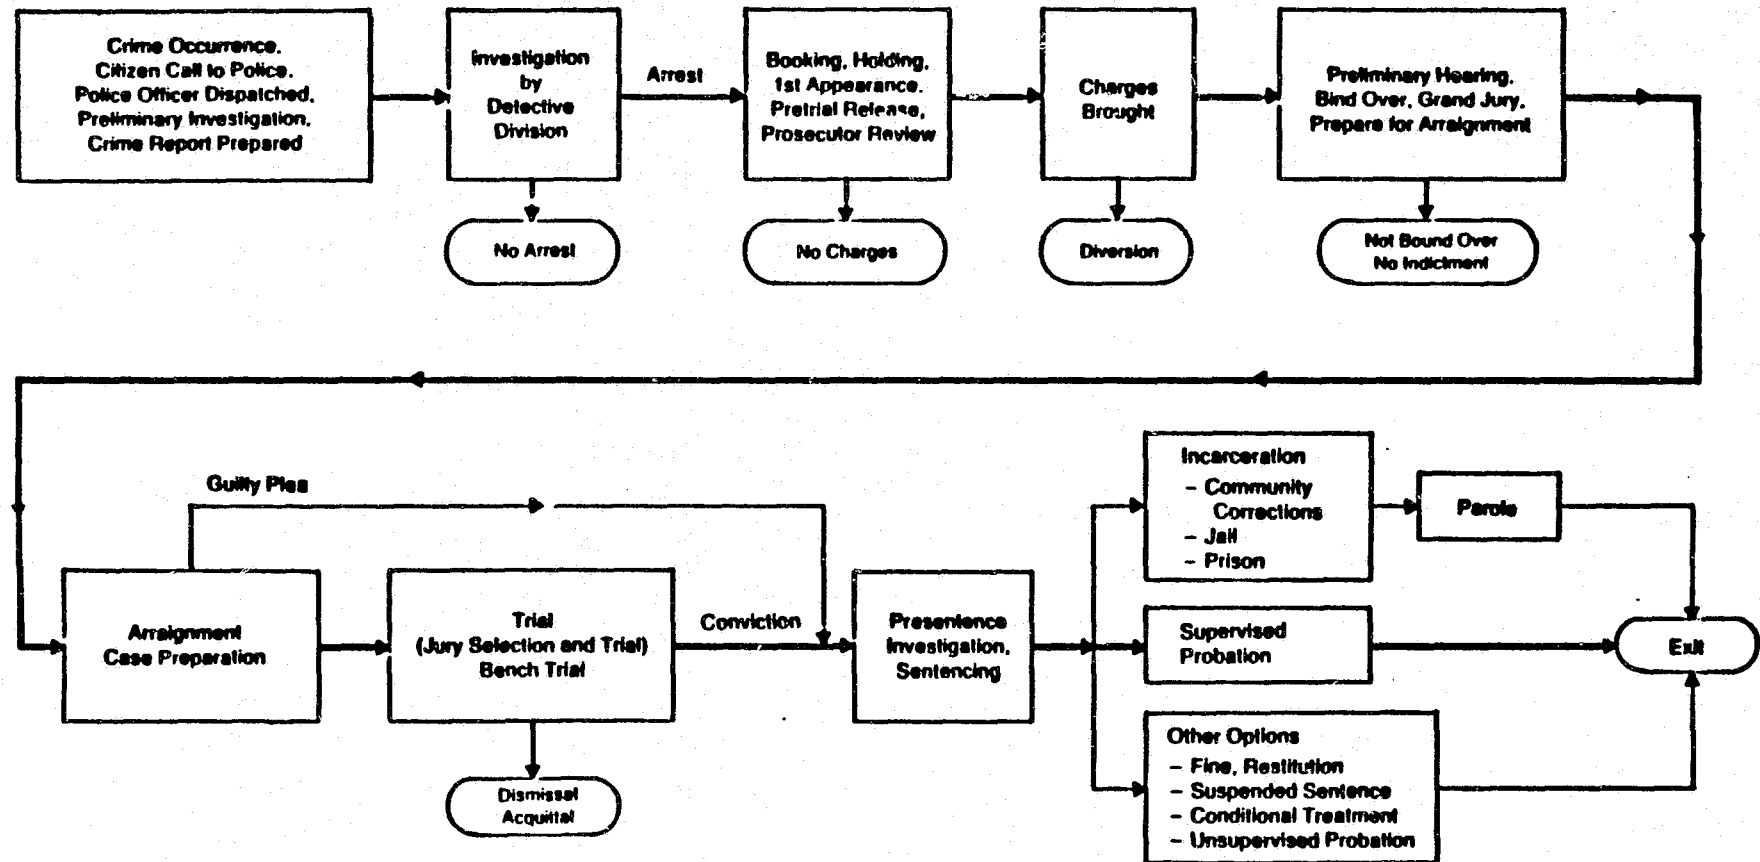 Crime Occurrence,
Citizen Call to Police,
Police Officer Dispatched,
Preliminary Investigation,
Crime Report Prepared
Investigation
by
Detective
Division
Arrest
Booking, Holding,
1st Appearance,
Pretrial Release,
Prosecutor Review
Charges
Brought
Preliminary Hearing,
Bind Over, Grand Jury,
Prepare for Arraignment
No Arrest
No Charges
Diversion
Not Bound Over
No Indictment
Guilty Plea
Arraignment
Case Preparation
Trial
(Jury Selection and Trial)
Bench Trial
Conviction
Presentence
Investigation,
Sentencing
Incarceration
– Community
Corrections
– Jail
– Prison
Parole
Supervised
Probation
Exit
Other Options
– Fine, Restitution
– Suspended Sentence
– Conditional Treatment
– Unsupervised Probation
Dismissal
Acquittal